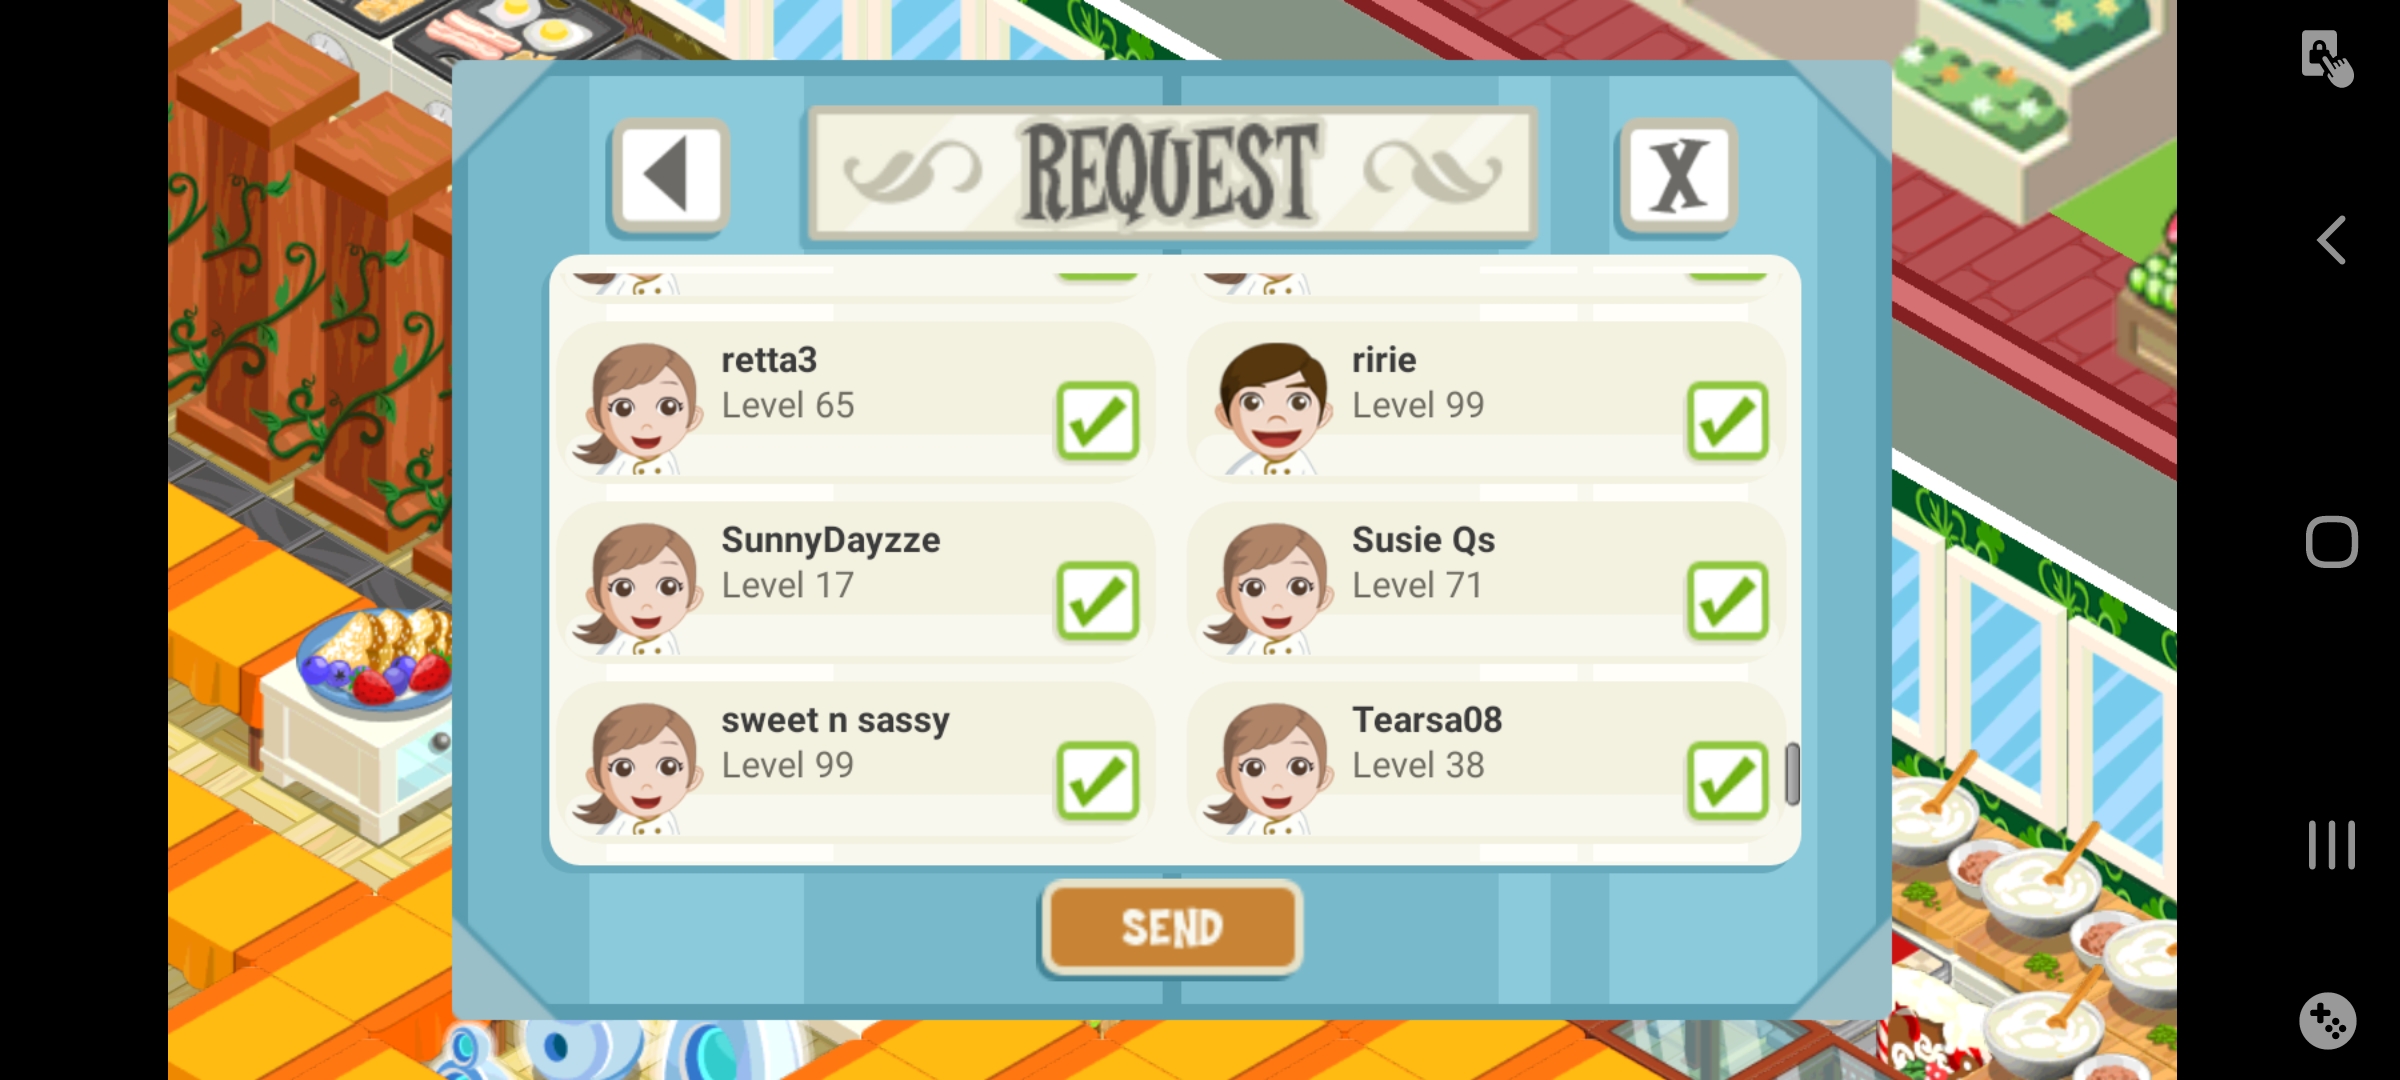 REQUEST
X
retta3
Level 65
ririe
Level 99
SunnyDayzze
Level 17
Susie Qs
Level 71
sweet n sassy
Level 99
Tearsa08
Level 38
SEND